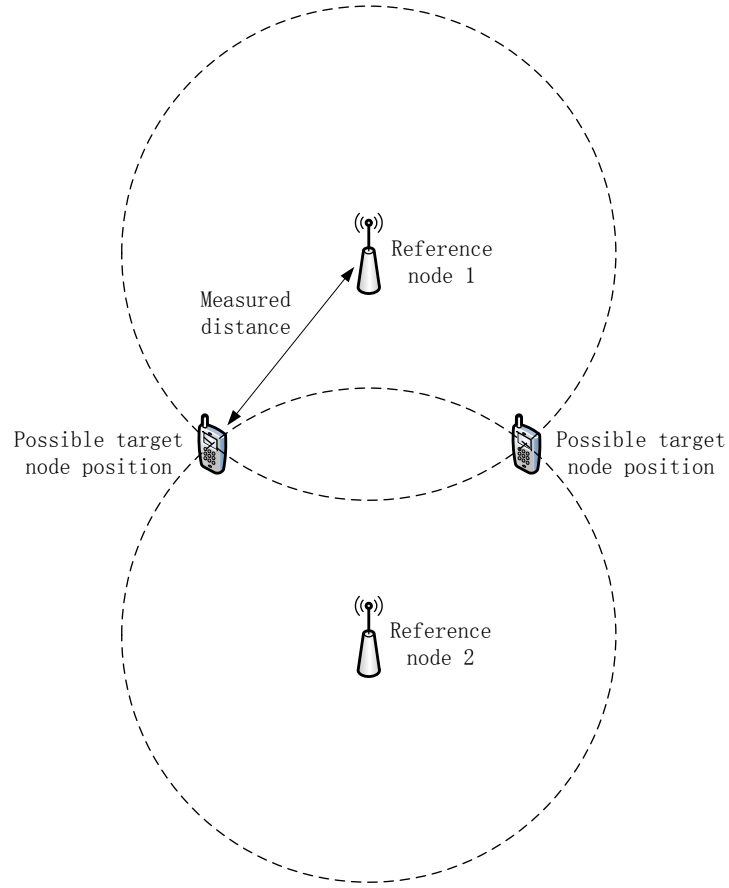 Reference
node 1
Measured
distance
Possible target
node position
Possible target
node position
Reference
node 2